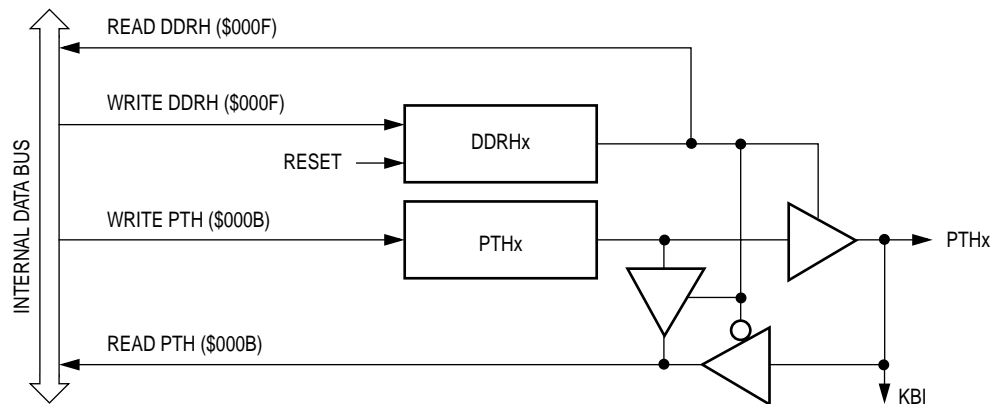 READ DDRH ($000F)
WRITE DDRH ($000F)
DDRHx
RESET
WRITE PTH ($000B)
PTHx
PTHx
READ PTH ($000B)
KBI
INTERNAL DATA BUS